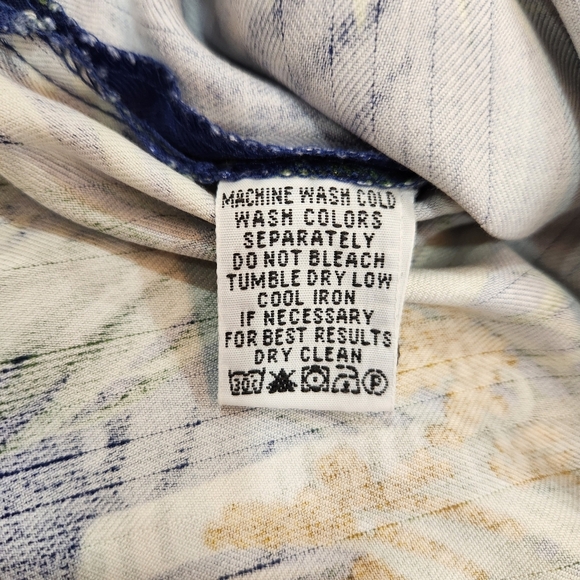 MACHINE WASH COLD
WASH COLORS
SEPARATELY
DO NOT BLEACH
TUMBLE DRY LOW
COOL IRON
IF NECESSARY
FOR BEST RESULTS
DRY CLEAN
30° P